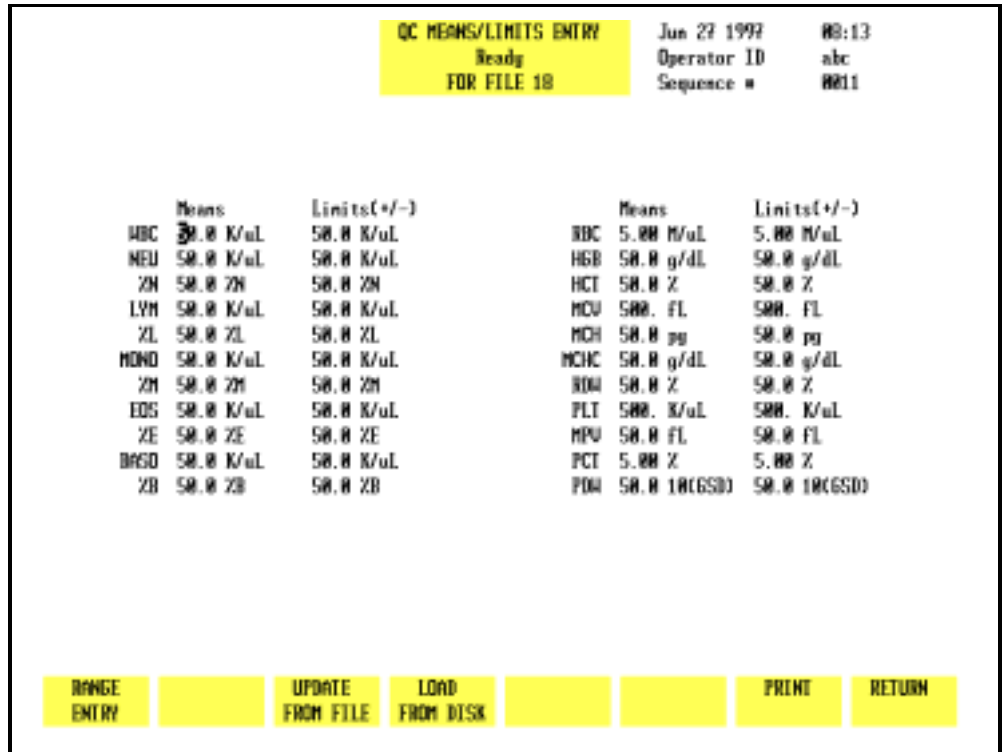 QC MEANS/LIMITS ENTRY Jun 27 1997 08:13
Ready Operator ID abc
FOR FILE 18 Sequence # 0011
Means Limits(+/-) Means Limits(+/-)
WBC 50.0 K/uL 50.0 K/uL RBC 5.00 M/uL 5.00 M/uL
NEU 50.0 K/uL 50.0 K/uL HGB 50.0 g/dL 50.0 g/dL
%N 50.0 %N 50.0 %N HCT 50.0 % 50.0 %
LYM 50.0 K/uL 50.0 K/uL MCV 500. fL 500. fL
%L 50.0 %L 50.0 %L MCH 50.0 pg 50.0 pg
MONO 50.0 K/uL 50.0 K/uL MCHC 50.0 g/dL 50.0 g/dL
%M 50.0 %M 50.0 %M RDW 50.0 % 50.0 %
EOS 50.0 K/uL 50.0 K/uL PLT 500. K/uL 500. K/uL
%E 50.0 %E 50.0 %E MPV 50.0 fL 50.0 fL
BASO 50.0 K/uL 50.0 K/uL PCT 5.00 % 5.00 %
%B 50.0 %B 50.0 %B PDW 50.0 10(GSD) 50.0 10(GSD)
RANGE UPDATE LOAD PRINT RETURN
ENTRY FROM FILE FROM DISK